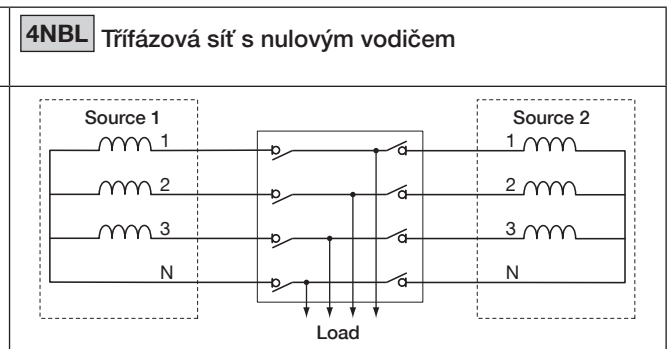 4NBL Třífázová síť s nulovým vodičem
Source 1 Source 2
1 1
2 2
3 3
N N
Load